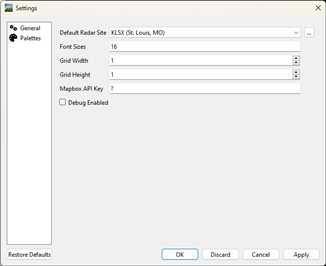 Settings
General
Palettes
Default Radar Site KLSX (St. Louis, MO) ...
Font Sizes 16
Grid Width 1
Grid Height 1
Mapbox API Key ?
Debug Enabled
Restore Defaults OK Discard Cancel Apply